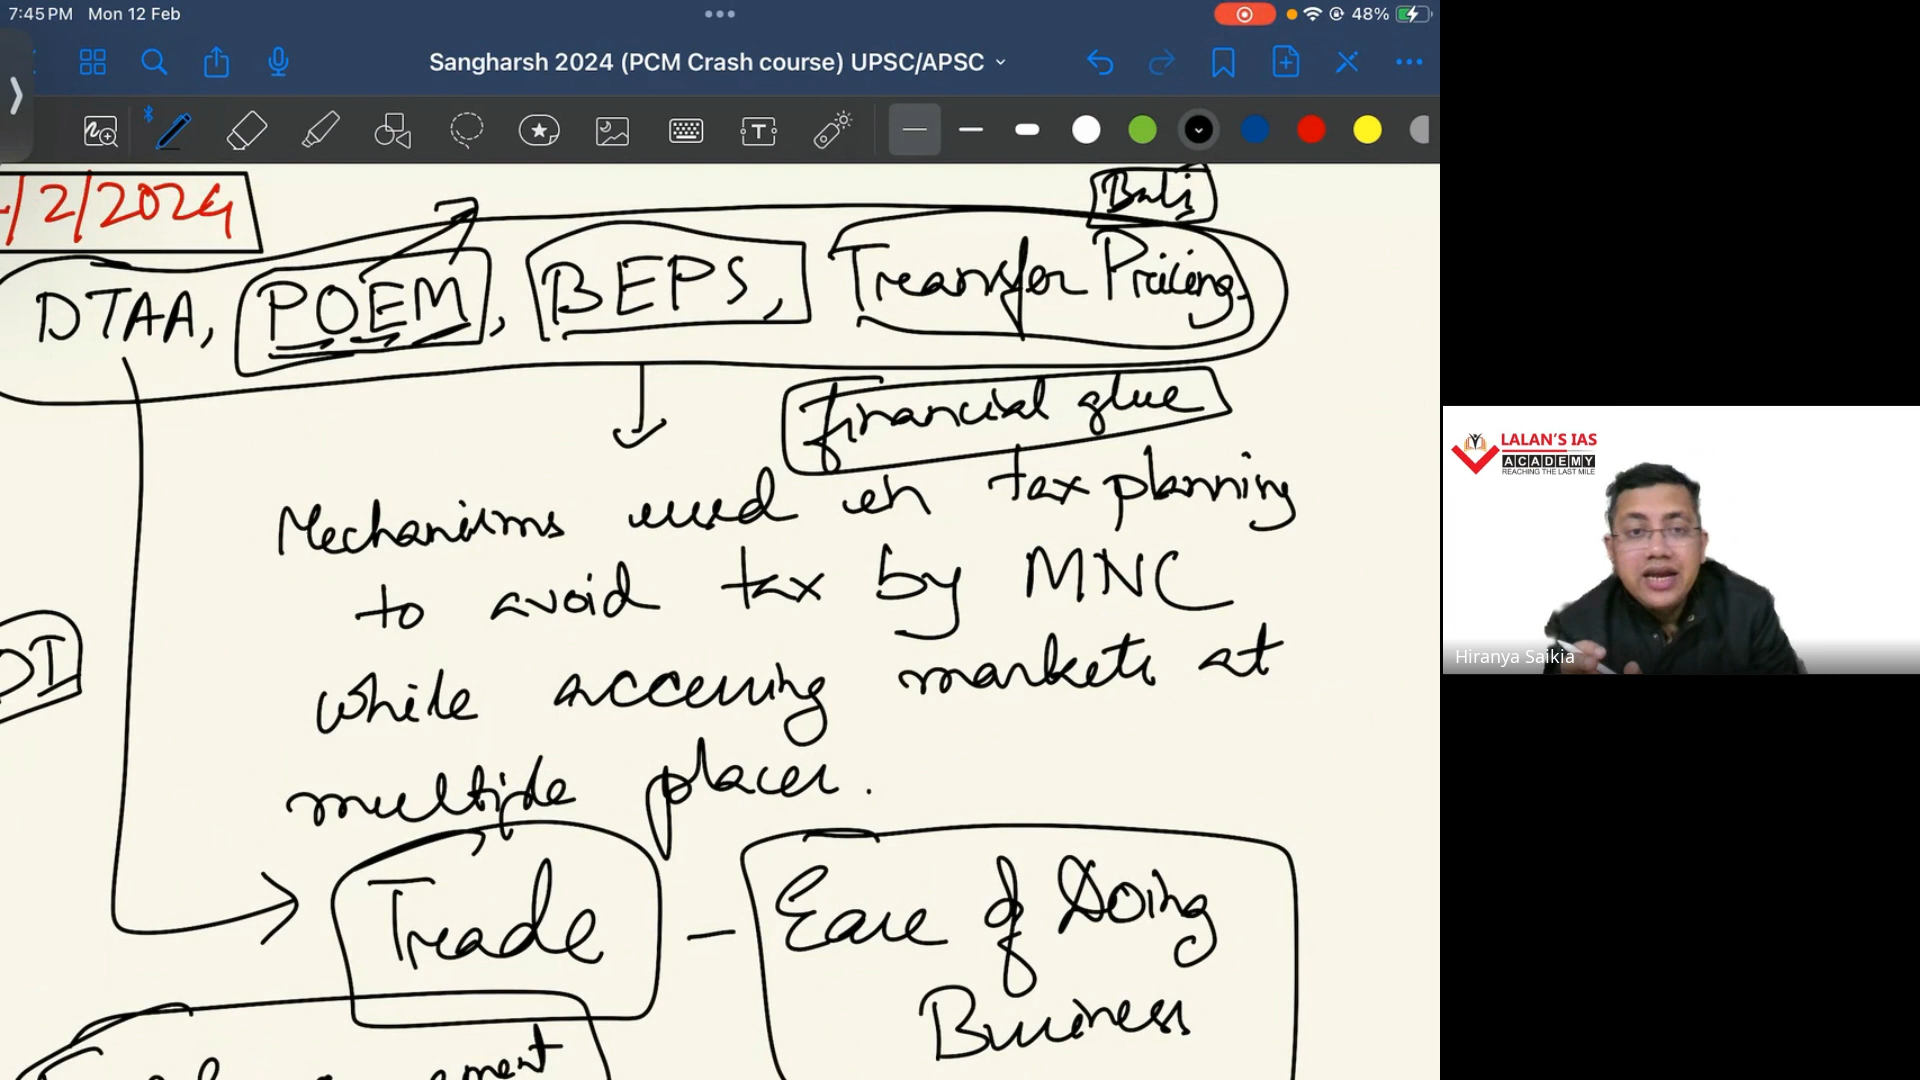 7:45 PM Mon 12 Feb
48%
Sangharsh 2024 (PCM Crash course) UPSC/APSC
/2/2024
Bali
DTAA, POEM, BEPS, Transfer Pricing
financial glue
Mechanisms used in tax planning
to avoid tax by MNC
while accessing markets at
multiple places.
Trade - Ease of Doing
Business
LALAN'S IAS
ACADEMY
REACHING THE LAST MILE
Hiranya Saikia